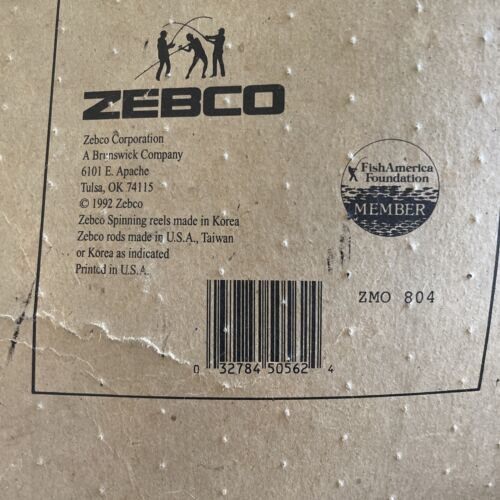 ZEBCO
Zebco Corporation
A Brunswick Company
6101 E. Apache
Tulsa, OK 74115
© 1992 Zebco
Zebco Spinning reels made in Korea
Zebco rods made in U.S.A., Taiwan
or Korea as indicated
Printed in U.S.A.
FishAmerica
Foundation
MEMBER
ZMO 804
0 32784 50562 4